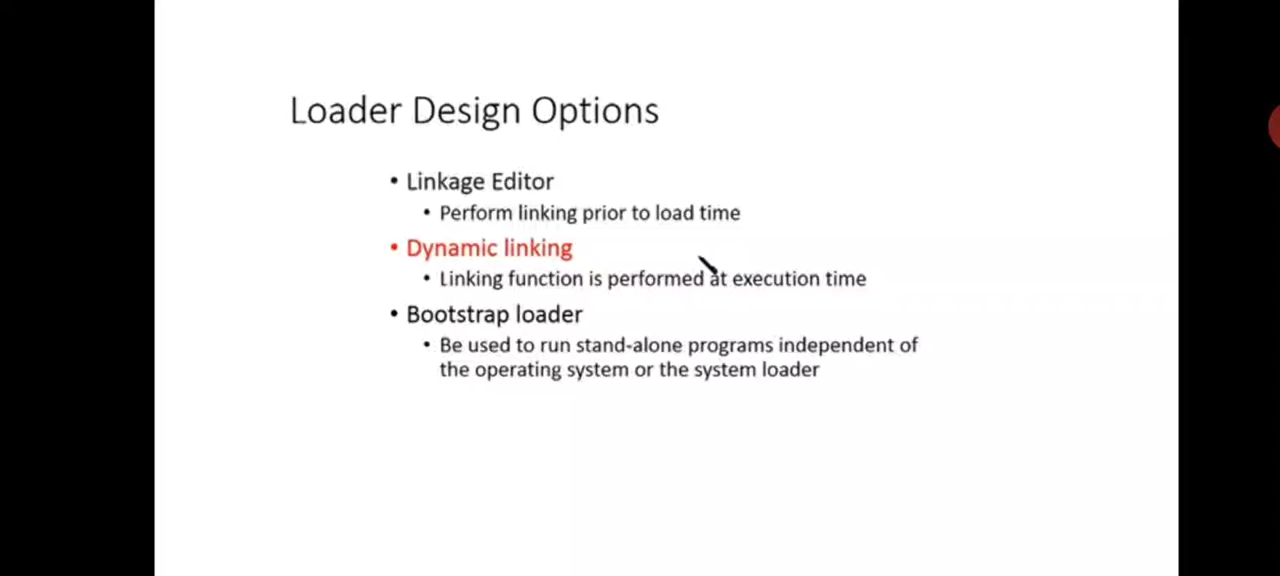 Loader Design Options
• Linkage Editor
• Perform linking prior to load time
• Dynamic linking
• Linking function is performed at execution time
• Bootstrap loader
• Be used to run stand-alone programs independent of
the operating system or the system loader